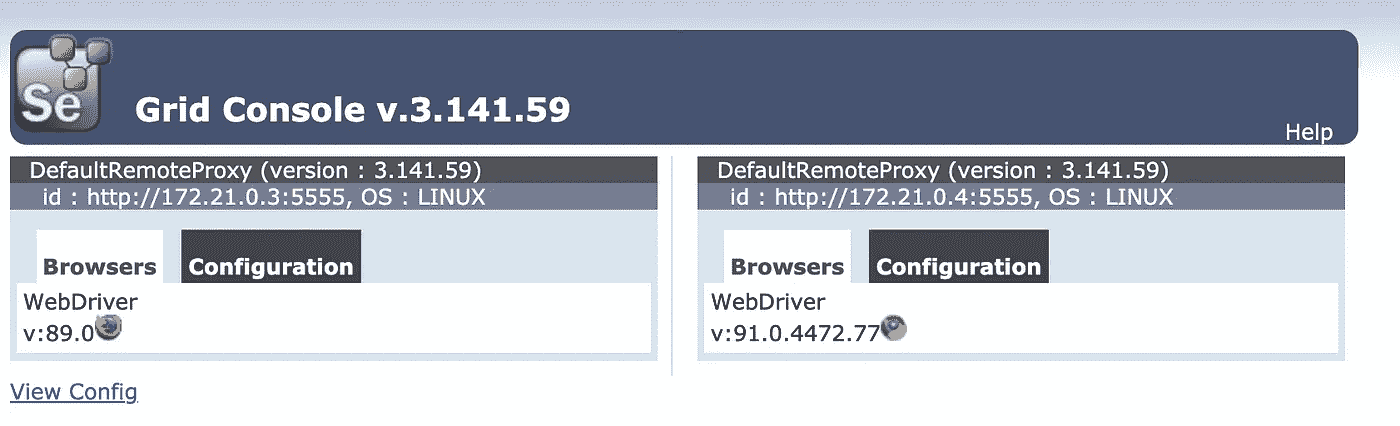 Se
Grid Console v.3.141.59
Help
DefaultRemoteProxy (version : 3.141.59)
id : http://172.21.0.3:5555, OS : LINUX
Browsers
Configuration
WebDriver
v:89.0
DefaultRemoteProxy (version : 3.141.59)
id : http://172.21.0.4:5555, OS : LINUX
Browsers
Configuration
WebDriver
v:91.0.4472.77
View Config